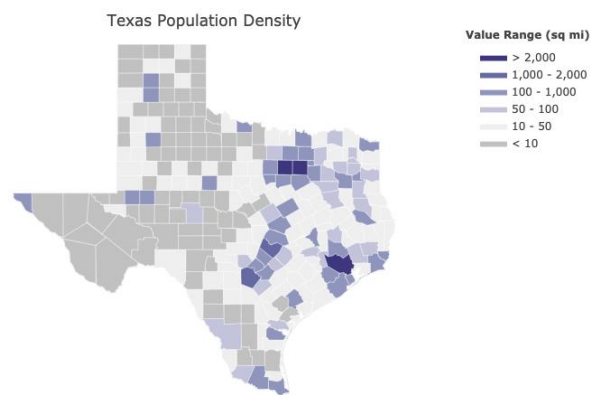 Texas Population Density
Value Range (sq mi)
> 2,000
1,000 - 2,000
100 - 1,000
50 - 100
10 - 50
< 10